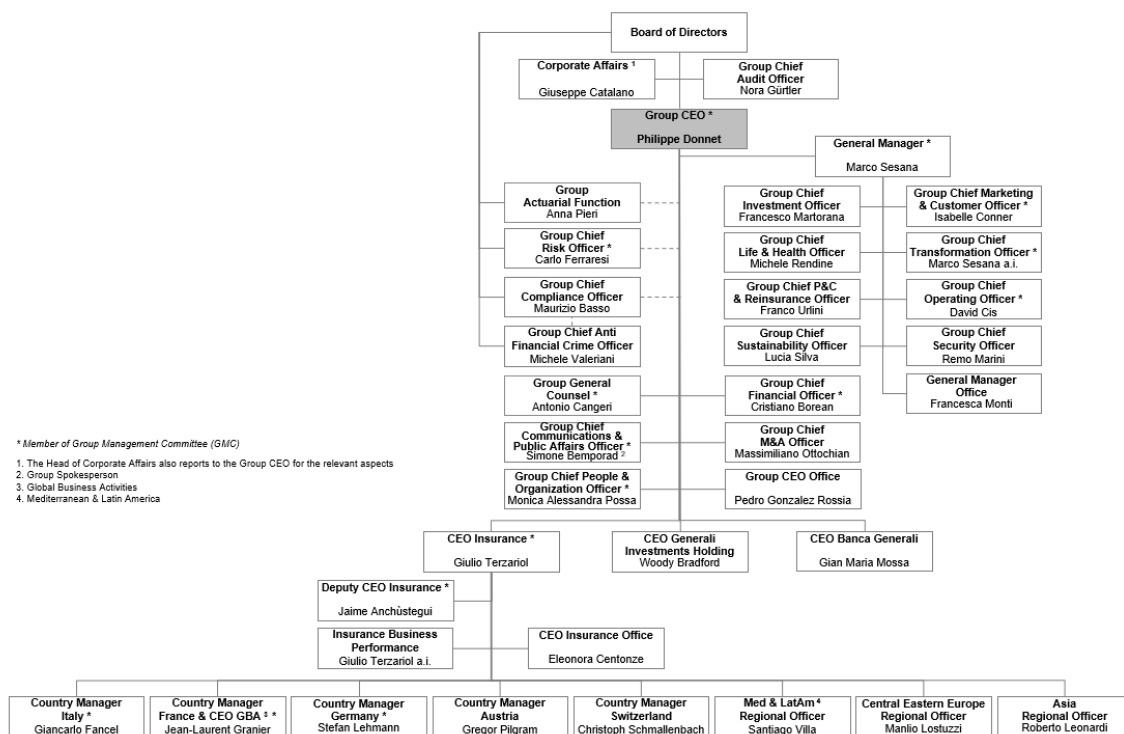 Board of Directors
Corporate Affairs ¹
Giuseppe Catalano
Group Chief
Audit Officer
Nora Gürtler
Group CEO *
Philippe Donnet
General Manager *
Marco Sesana
Group
Actuarial Function
Anna Pieri
Group Chief
Investment Officer
Francesco Martorana
Group Chief Marketing
& Customer Officer *
Isabelle Conner
Group Chief
Risk Officer *
Carlo Ferraresi
Group Chief
Life & Health Officer
Michele Rendine
Group Chief
Transformation Officer *
Marco Sesana a.i.
Group Chief
Compliance Officer
Maurizio Basso
Group Chief P&C
& Reinsurance Officer
Franco Urlini
Group Chief
Operating Officer *
David Cis
Group Chief Anti
Financial Crime Officer
Michele Valeriani
Group Chief
Sustainability Officer
Lucia Silva
Group Chief
Security Officer
Remo Marini
Group General
Counsel *
Antonio Cangeri
Group Chief
Financial Officer *
Cristiano Borean
General Manager
Office
Francesca Monti
Group Chief
Communications &
Public Affairs Officer *
Simone Bemporad ²
Group Chief
M&A Officer
Massimiliano Ottochian
Group Chief People &
Organization Officer *
Monica Alessandra Possa
Group CEO Office
Pedro Gonzalez Rossia
* Member of Group Management Committee (GMC)
1. The Head of Corporate Affairs also reports to the Group CEO for the relevant aspects
2. Group Spokesperson
3. Global Business Activities
4. Mediterranean & Latin America
CEO Insurance *
Giulio Terzariol
CEO Generali
Investments Holding
Woody Bradford
CEO Banca Generali
Gian Maria Mossa
Deputy CEO Insurance *
Jaime Anchùstegui
Insurance Business
Performance
Giulio Terzariol a.i.
CEO Insurance Office
Eleonora Centonze
Country Manager
Italy *
Giancarlo Fancel
Country Manager
France & CEO GBA ³ *
Jean-Laurent Granier
Country Manager
Germany *
Stefan Lehmann
Country Manager
Austria
Gregor Pilgram
Country Manager
Switzerland
Christoph Schmallenbach
Med & LatAm ⁴
Regional Officer
Santiago Villa
Central Eastern Europe
Regional Officer
Manlio Lostuzzi
Asia
Regional Officer
Roberto Leonardi